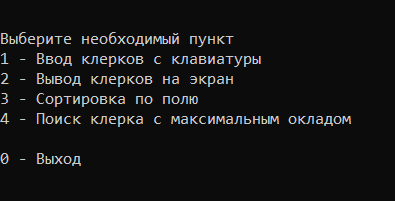 Выберите необходимый пункт
1 - Ввод клерков с клавиатуры
2 - Вывод клерков на экран
3 - Сортировка по полю
4 - Поиск клерка с максимальным окладом
0 - Выход